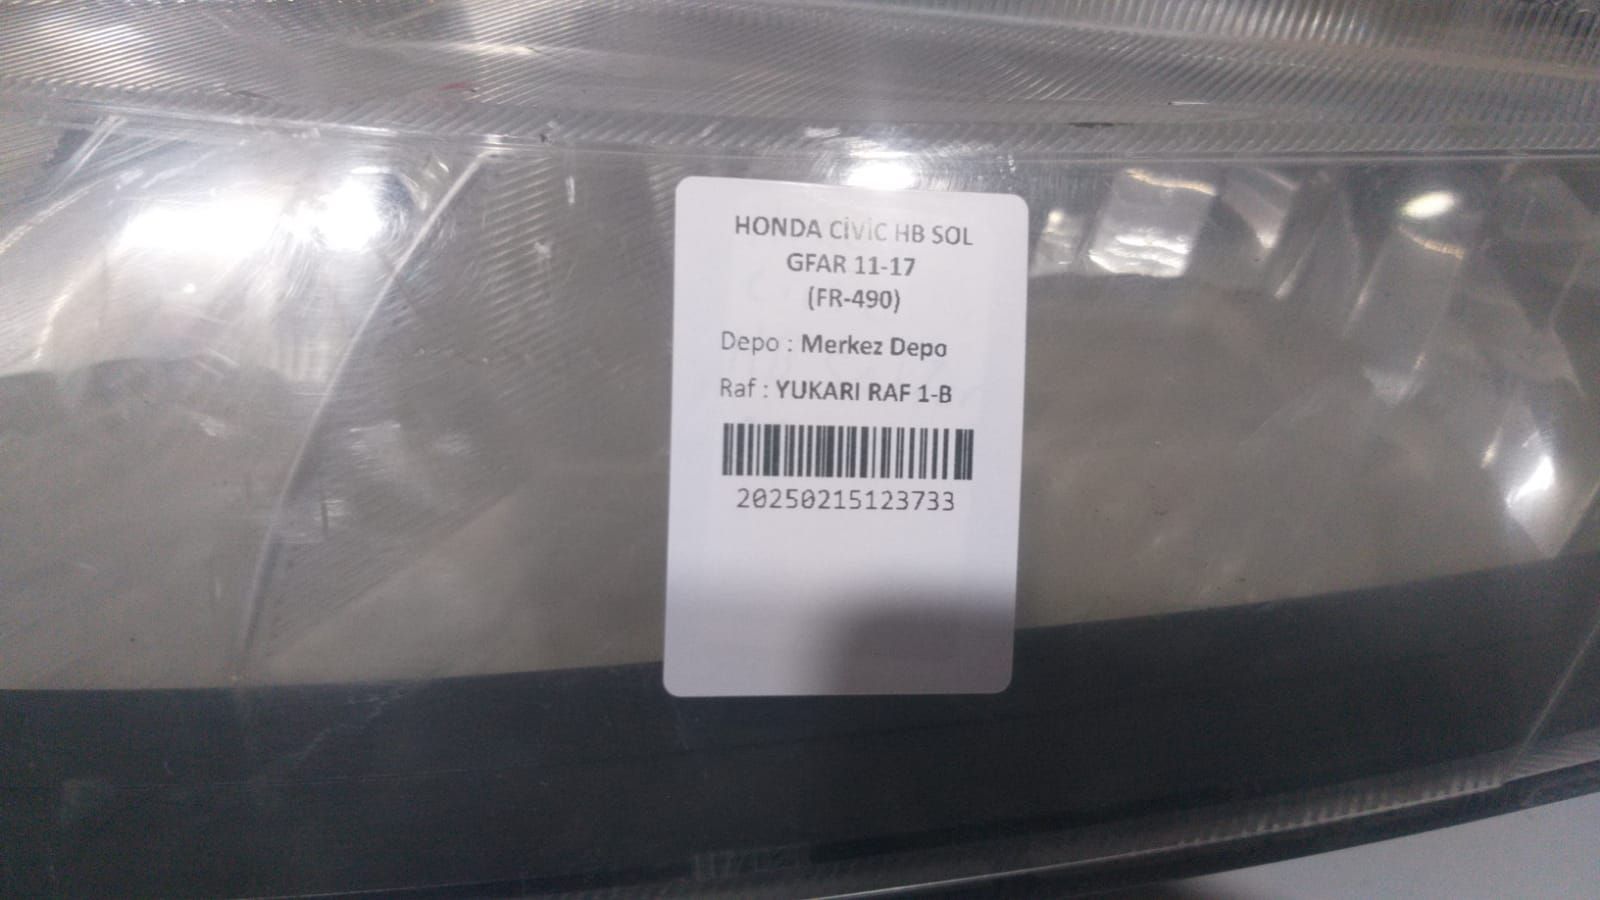 HONDA CİVİC HB SOL
GFAR 11-17
(FR-490)
Depo : Merkez Depo
Raf : YUKARI RAF 1-B
20250215123733